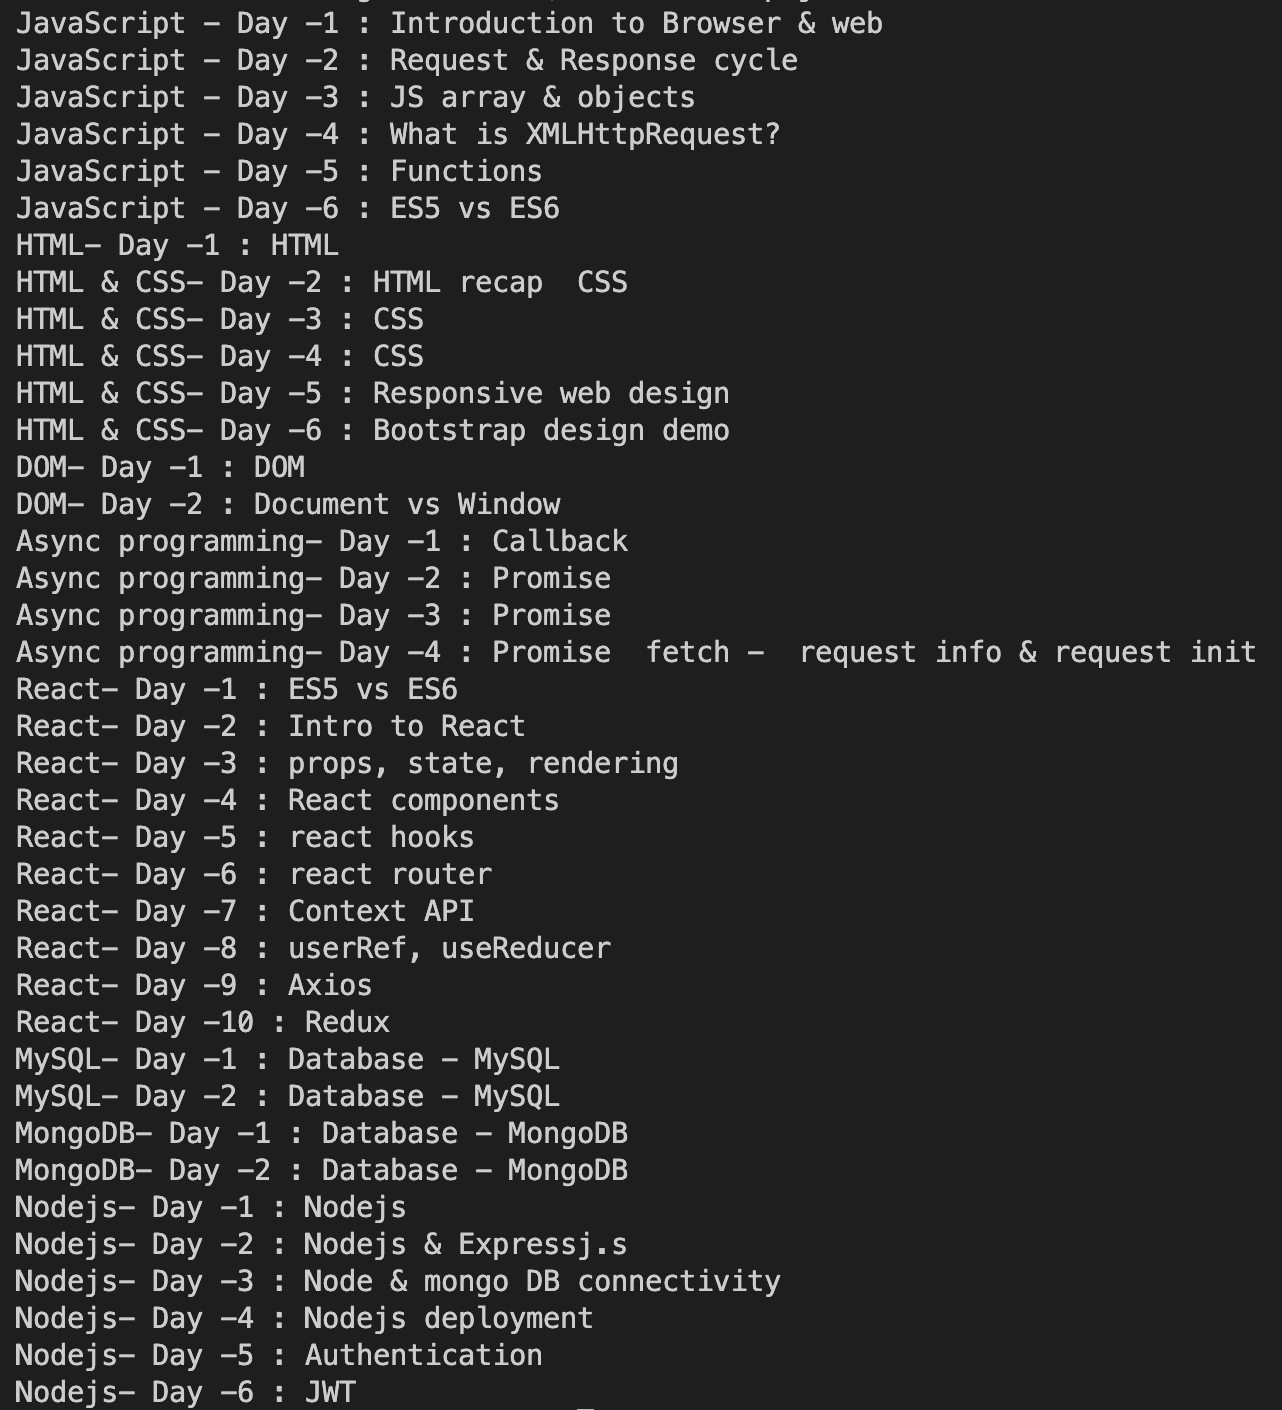 JavaScript - Day -1 : Introduction to Browser & web
JavaScript - Day -2 : Request & Response cycle
JavaScript - Day -3 : JS array & objects
JavaScript - Day -4 : What is XMLHttpRequest?
JavaScript - Day -5 : Functions
JavaScript - Day -6 : ES5 vs ES6
HTML- Day -1 : HTML
HTML & CSS- Day -2 : HTML recap  CSS
HTML & CSS- Day -3 : CSS
HTML & CSS- Day -4 : CSS
HTML & CSS- Day -5 : Responsive web design
HTML & CSS- Day -6 : Bootstrap design demo
DOM- Day -1 : DOM
DOM- Day -2 : Document vs Window
Async programming- Day -1 : Callback
Async programming- Day -2 : Promise
Async programming- Day -3 : Promise
Async programming- Day -4 : Promise  fetch -  request info & request init
React- Day -1 : ES5 vs ES6
React- Day -2 : Intro to React
React- Day -3 : props, state, rendering
React- Day -4 : React components
React- Day -5 : react hooks
React- Day -6 : react router
React- Day -7 : Context API
React- Day -8 : userRef, useReducer
React- Day -9 : Axios
React- Day -10 : Redux
MySQL- Day -1 : Database - MySQL
MySQL- Day -2 : Database - MySQL
MongoDB- Day -1 : Database - MongoDB
MongoDB- Day -2 : Database - MongoDB
Nodejs- Day -1 : Nodejs
Nodejs- Day -2 : Nodejs & Expressj.s
Nodejs- Day -3 : Node & mongo DB connectivity
Nodejs- Day -4 : Nodejs deployment
Nodejs- Day -5 : Authentication
Nodejs- Day -6 : JWT